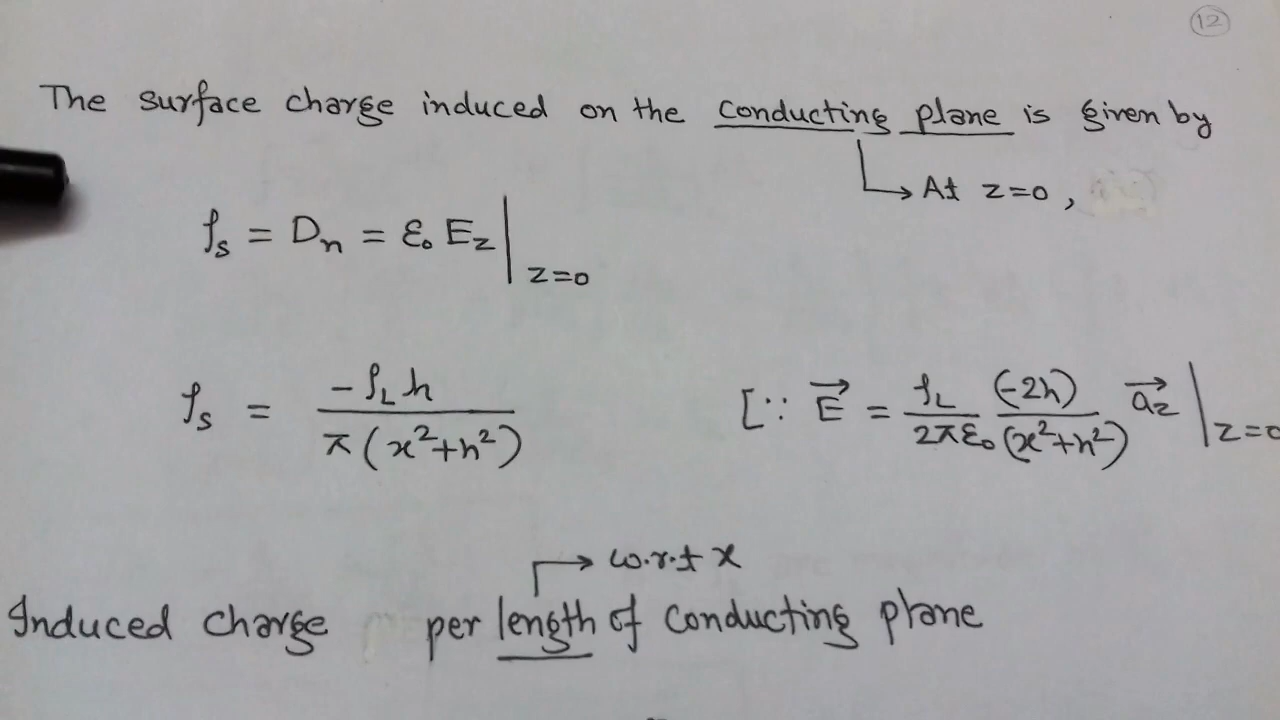 12
The surface charge induced on the conducting plane is given by
↳ At z=0,
ρs = Dn = ε₀ Ez |z=0
ρs = -ρL h / π(x²+h²) [∵ E⃗ = ρL / 2πε₀ (-2h) / (x²+h²) a⃗z |z=0
→ w.r.t x
Induced charge per length of conducting plane